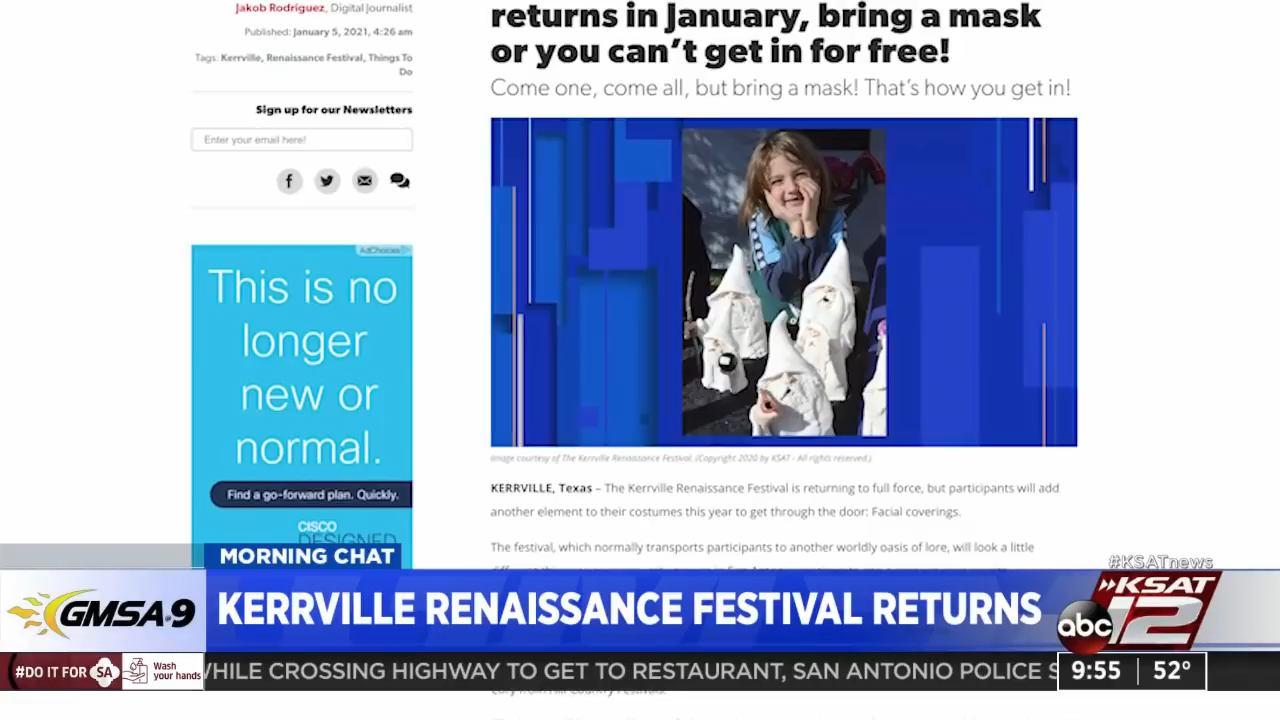 Jakob Rodriguez, Digital Journalist
Published: January 5, 2021, 4:26 am
Tags: Kerrville, Renaissance Festival, Things To
Do
Sign up for our Newsletters
Enter your email here!
AdChoices
This is no
longer
new or
normal.
Find a go-forward plan. Quickly.
CISCO
DESIGNED
returns in January, bring a mask
or you can't get in for free!
Come one, come all, but bring a mask! That's how you get in!
Image courtesy of The Kerrville Renaissance Festival. (Copyright 2020 by KSAT - All rights reserved.)
KERRVILLE, Texas – The Kerrville Renaissance Festival is returning to full force, but participants will add
another element to their costumes this year to get through the door: Facial coverings.
The festival, which normally transports participants to another worldly oasis of lore, will look a little
#KSATnews
MORNING CHAT
GMSA@9
KERRVILLE RENAISSANCE FESTIVAL RETURNS
KSAT
abc 12
#DO IT FOR SA
Wash
your hands
WHILE CROSSING HIGHWAY TO GET TO RESTAURANT, SAN ANTONIO POLICE S
9:55 52°